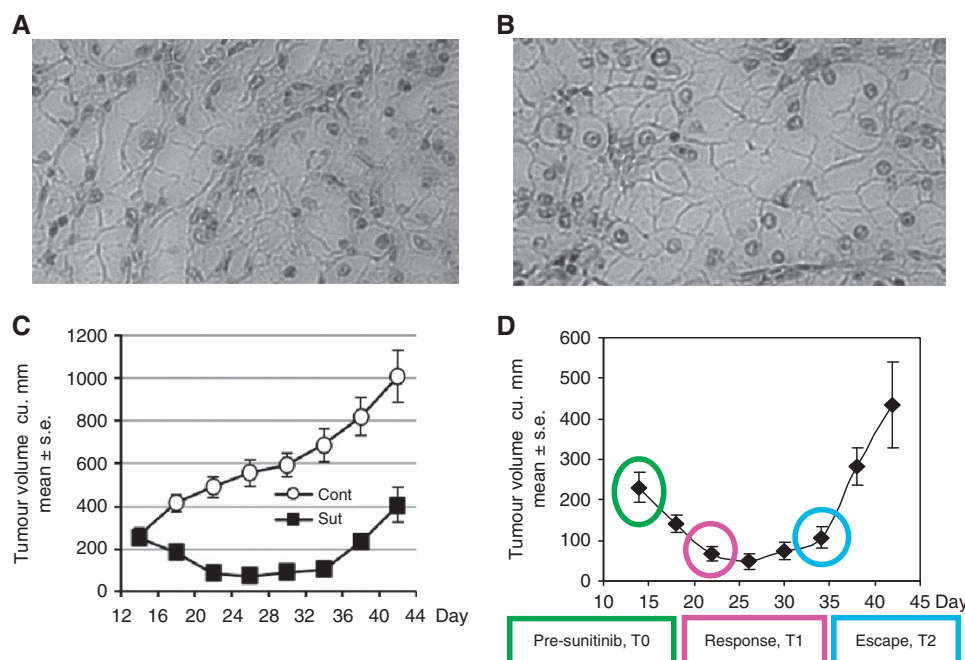 A
B
C
Tumour volume cu. mm
mean ± s.e.
1200
1000
800
600
400
200
0
Cont
Sut
12 16 20 24 28 32 36 40 44 Day
D
Tumour volume cu. mm
mean ± s.e.
600
500
400
300
200
100
0
10 15 20 25 30 35 40 45 Day
Pre-sunitinib, T0
Response, T1
Escape, T2